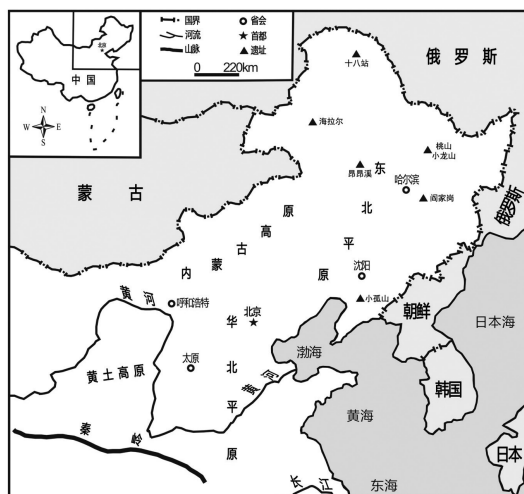 国界
河流
山脉
省会
首都
遗址
0 220km
北京
中国
N
W E
S
俄罗斯
十八站
海拉尔
桃山
小龙山
东北平原
昂昂溪
哈尔滨
阎家岗
俄罗斯
蒙古
内蒙古高原
沈阳
小孤山
朝鲜
日本海
黄河
呼和浩特
北京
华北平原
渤海
太原
黄土高原
黄河
韩国
黄海
秦岭
日本
长江
东海